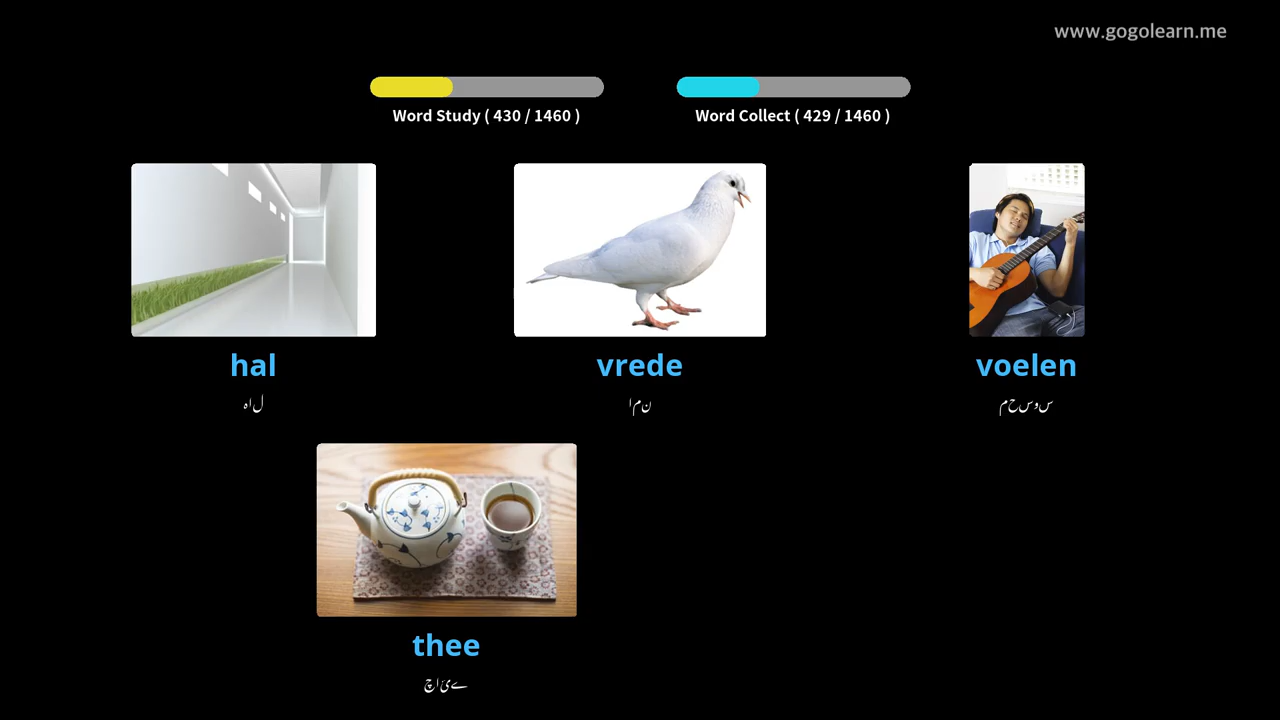 www.gogolearn.me
Word Study ( 430 / 1460 )
Word Collect ( 429 / 1460 )
hal
ہال
vrede
امن
voelen
محسوس
thee
چائے